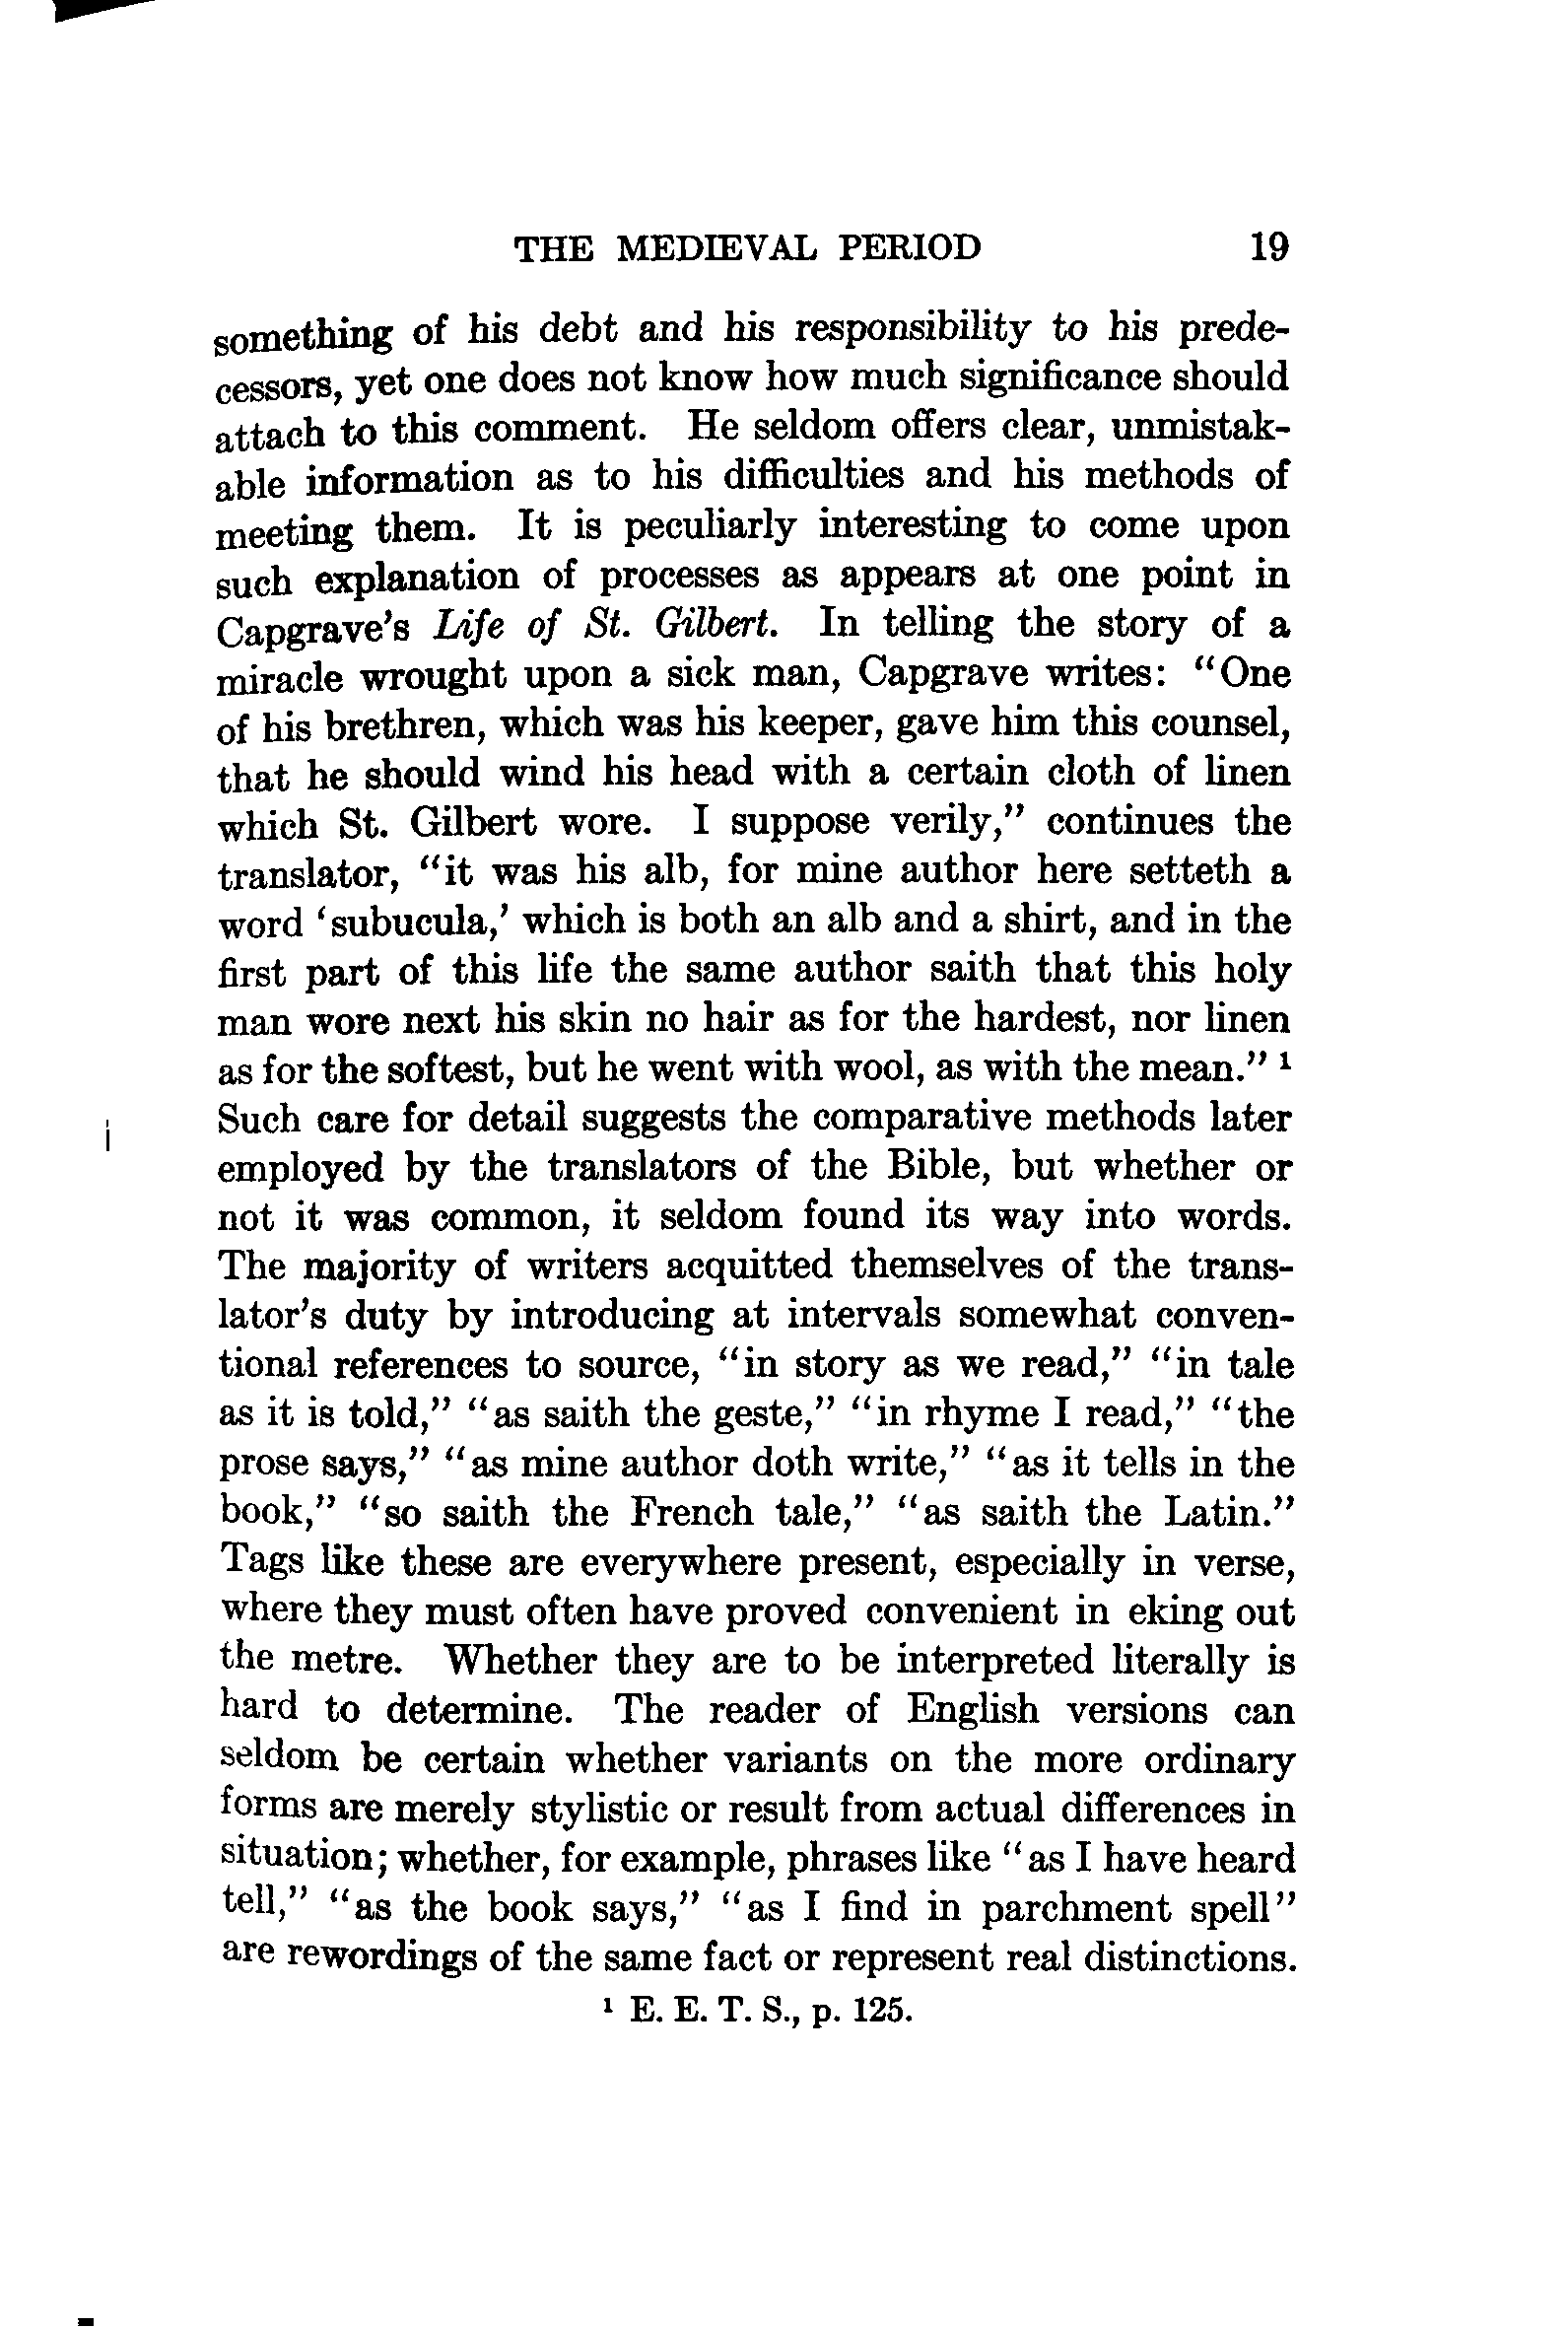 THE MEDIEVAL PERIOD 19
something of his debt and his responsibility to his prede-
cessors, yet one does not know how much significance should
attach to this comment. He seldom offers clear, unmistak-
able information as to his difficulties and his methods of
meeting them. It is peculiarly interesting to come upon
such explanation of processes as appears at one point in
Capgrave's Life of St. Gilbert. In telling the story of a
miracle wrought upon a sick man, Capgrave writes: "One
of his brethren, which was his keeper, gave him this counsel,
that he should wind his head with a certain cloth of linen
which St. Gilbert wore. I suppose verily," continues the
translator, "it was his alb, for mine author here setteth a
word 'subucula,' which is both an alb and a shirt, and in the
first part of this life the same author saith that this holy
man wore next his skin no hair as for the hardest, nor linen
as for the softest, but he went with wool, as with the mean." ¹
Such care for detail suggests the comparative methods later
employed by the translators of the Bible, but whether or
not it was common, it seldom found its way into words.
The majority of writers acquitted themselves of the trans-
lator's duty by introducing at intervals somewhat conven-
tional references to source, "in story as we read," "in tale
as it is told," "as saith the geste," "in rhyme I read," "the
prose says," "as mine author doth write," "as it tells in the
book," "so saith the French tale," "as saith the Latin."
Tags like these are everywhere present, especially in verse,
where they must often have proved convenient in eking out
the metre. Whether they are to be interpreted literally is
hard to determine. The reader of English versions can
seldom be certain whether variants on the more ordinary
forms are merely stylistic or result from actual differences in
situation; whether, for example, phrases like "as I have heard
tell," "as the book says," "as I find in parchment spell"
are rewordings of the same fact or represent real distinctions.
¹ E. E. T. S., p. 125.